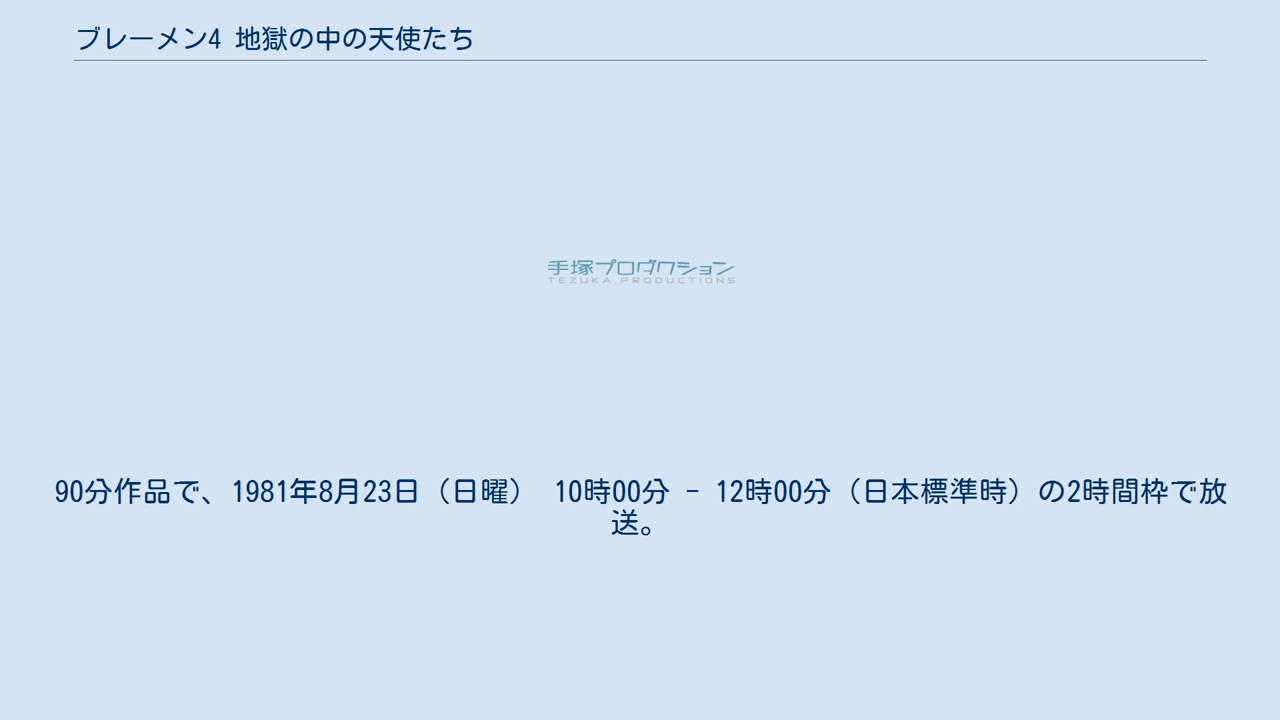 ブレーメン4 地獄の中の天使たち
手塚プロダクション
TEZUKA PRODUCTIONS
90分作品で、1981年8月23日（日曜） 10時00分 - 12時00分（日本標準時）の2時間枠で放
送。